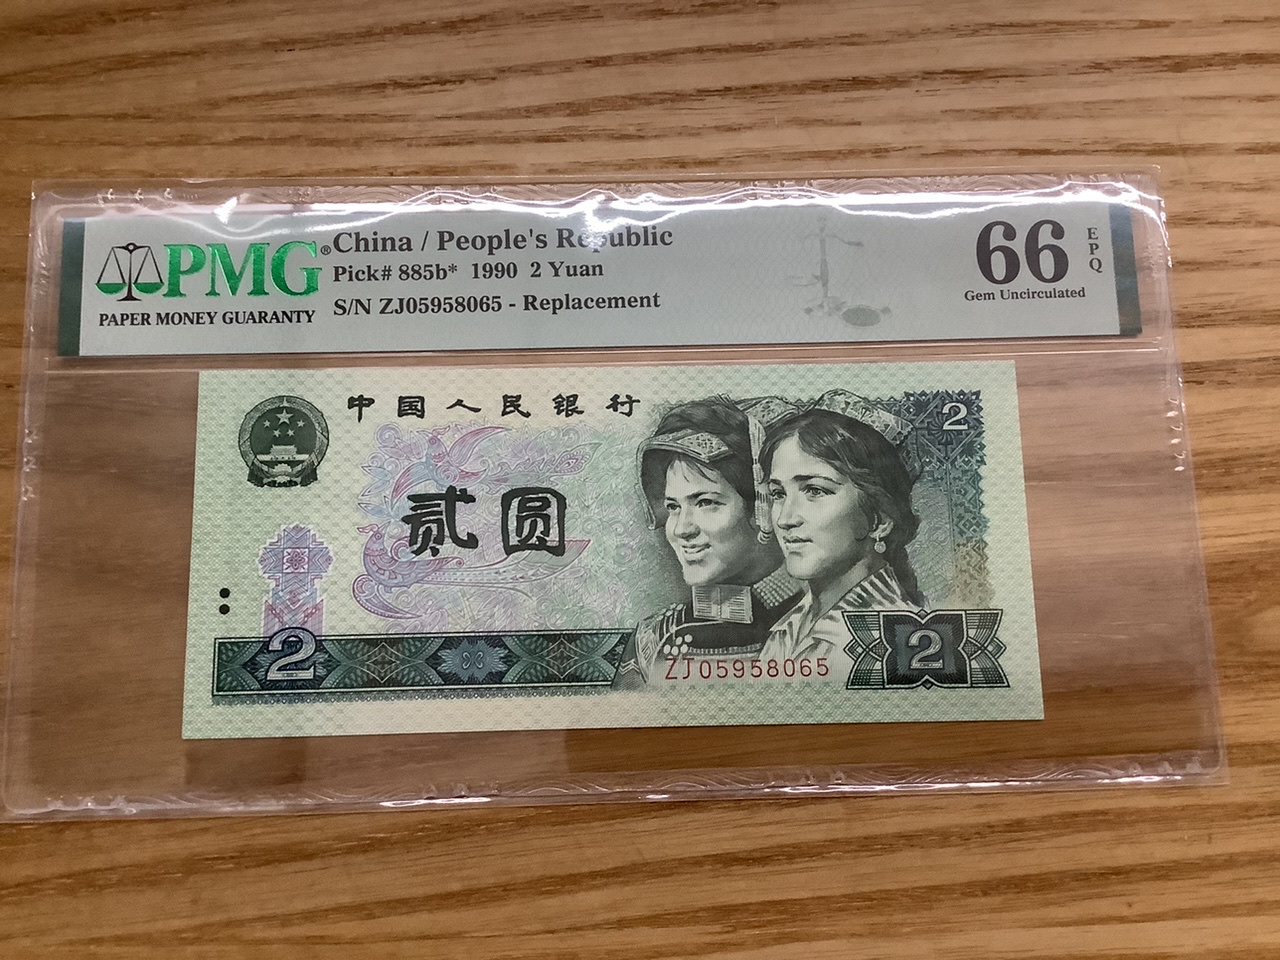 PMG®
PAPER MONEY GUARANTY
China / People's Republic
Pick# 885b* 1990 2 Yuan
S/N ZJ05958065 - Replacement
66
EPQ
Gem Uncirculated
中国人民银行
2
贰圆
2
2
ZJ05958065